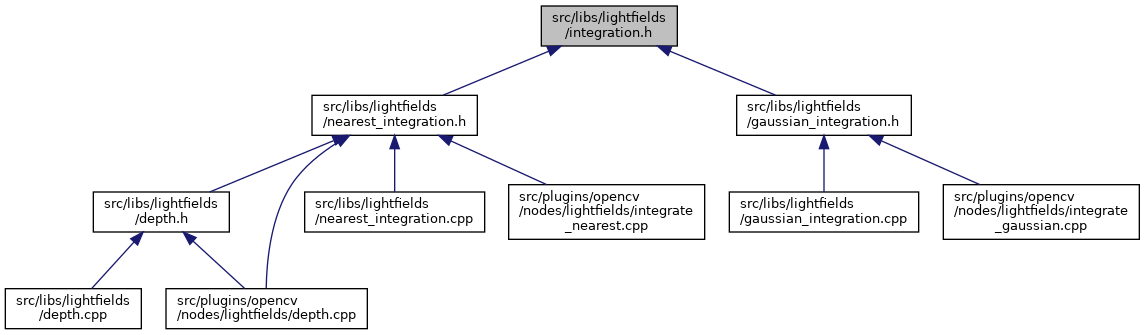 src/libs/lightfields
/integration.h
src/libs/lightfields
/nearest_integration.h
src/libs/lightfields
/gaussian_integration.h
src/libs/lightfields
/depth.h
src/libs/lightfields
/nearest_integration.cpp
src/plugins/opencv
/nodes/lightfields/integrate
_nearest.cpp
src/libs/lightfields
/gaussian_integration.cpp
src/plugins/opencv
/nodes/lightfields/integrate
_gaussian.cpp
src/libs/lightfields
/depth.cpp
src/plugins/opencv
/nodes/lightfields/depth.cpp